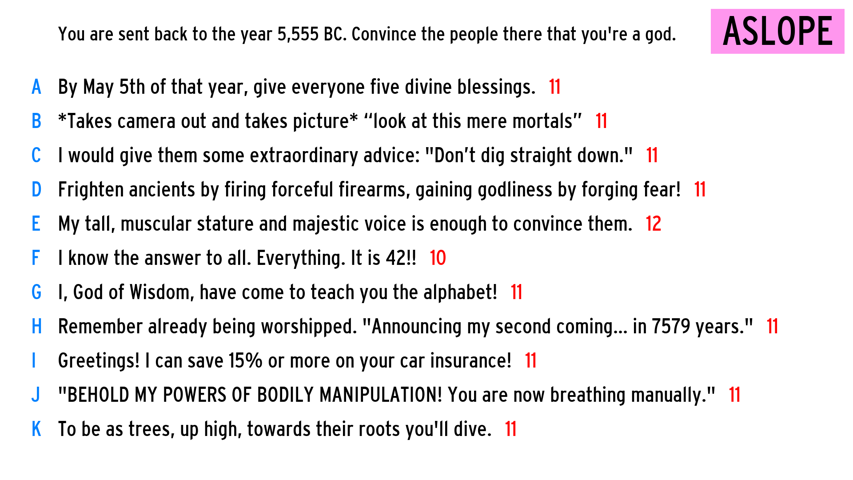 You are sent back to the year 5,555 BC. Convince the people there that you're a god.
ASLOPE
A By May 5th of that year, give everyone five divine blessings. 11
B *Takes camera out and takes picture* “look at this mere mortals” 11
C I would give them some extraordinary advice: "Don’t dig straight down." 11
D Frighten ancients by firing forceful firearms, gaining godliness by forging fear! 11
E My tall, muscular stature and majestic voice is enough to convince them. 12
F I know the answer to all. Everything. It is 42!! 10
G I, God of Wisdom, have come to teach you the alphabet! 11
H Remember already being worshipped. "Announcing my second coming... in 7579 years." 11
I Greetings! I can save 15% or more on your car insurance! 11
J "BEHOLD MY POWERS OF BODILY MANIPULATION! You are now breathing manually." 11
K To be as trees, up high, towards their roots you'll dive. 11